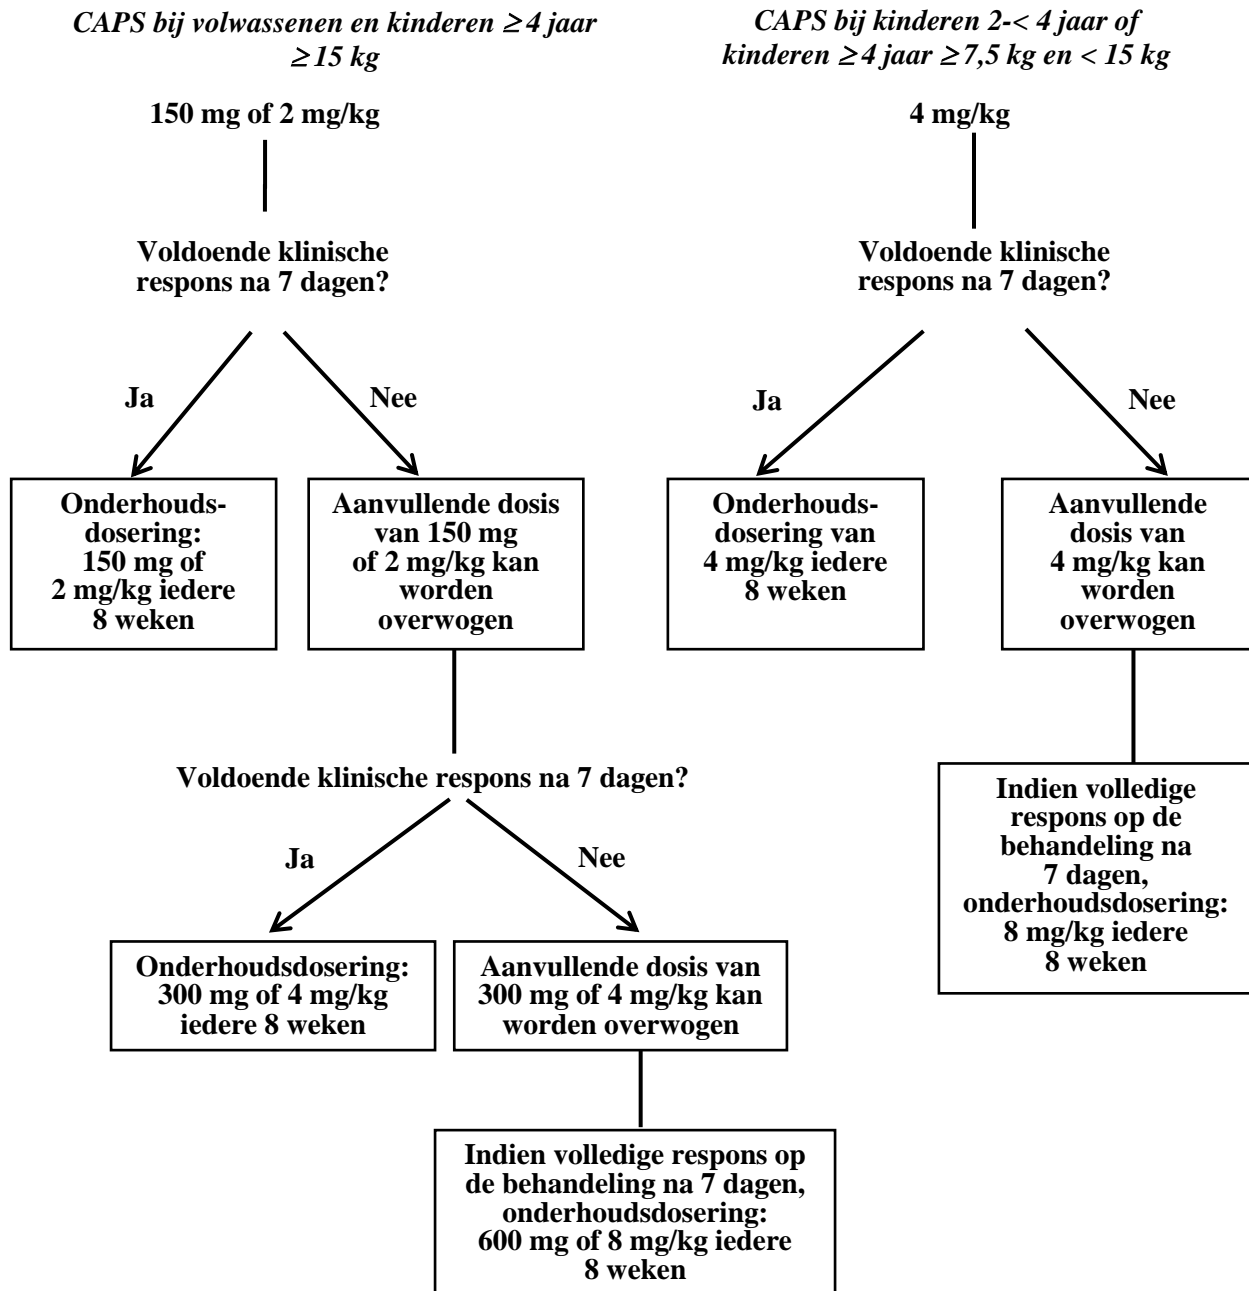 CAPS bij volwassenen en kinderen ≥ 4 jaar
≥ 15 kg
150 mg of 2 mg/kg
Voldoende klinische
respons na 7 dagen?
Ja
Nee
Onderhouds-
dosering:
150 mg of
2 mg/kg iedere
8 weken
Aanvullende dosis
van 150 mg
of 2 mg/kg kan
worden
overwogen
Voldoende klinische respons na 7 dagen?
Ja
Nee
Onderhoudsdosering:
300 mg of 4 mg/kg
iedere 8 weken
Aanvullende dosis van
300 mg of 4 mg/kg kan
worden overwogen
Indien volledige respons op
de behandeling na 7 dagen,
onderhoudsdosering:
600 mg of 8 mg/kg iedere
8 weken
CAPS bij kinderen 2-< 4 jaar of
kinderen ≥ 4 jaar ≥ 7,5 kg en < 15 kg
4 mg/kg
Voldoende klinische
respons na 7 dagen?
Ja
Nee
Onderhouds-
dosering van
4 mg/kg iedere
8 weken
Aanvullende
dosis van
4 mg/kg kan
worden
overwogen
Indien volledige
respons op de
behandeling na
7 dagen,
onderhoudsdosering:
8 mg/kg iedere
8 weken